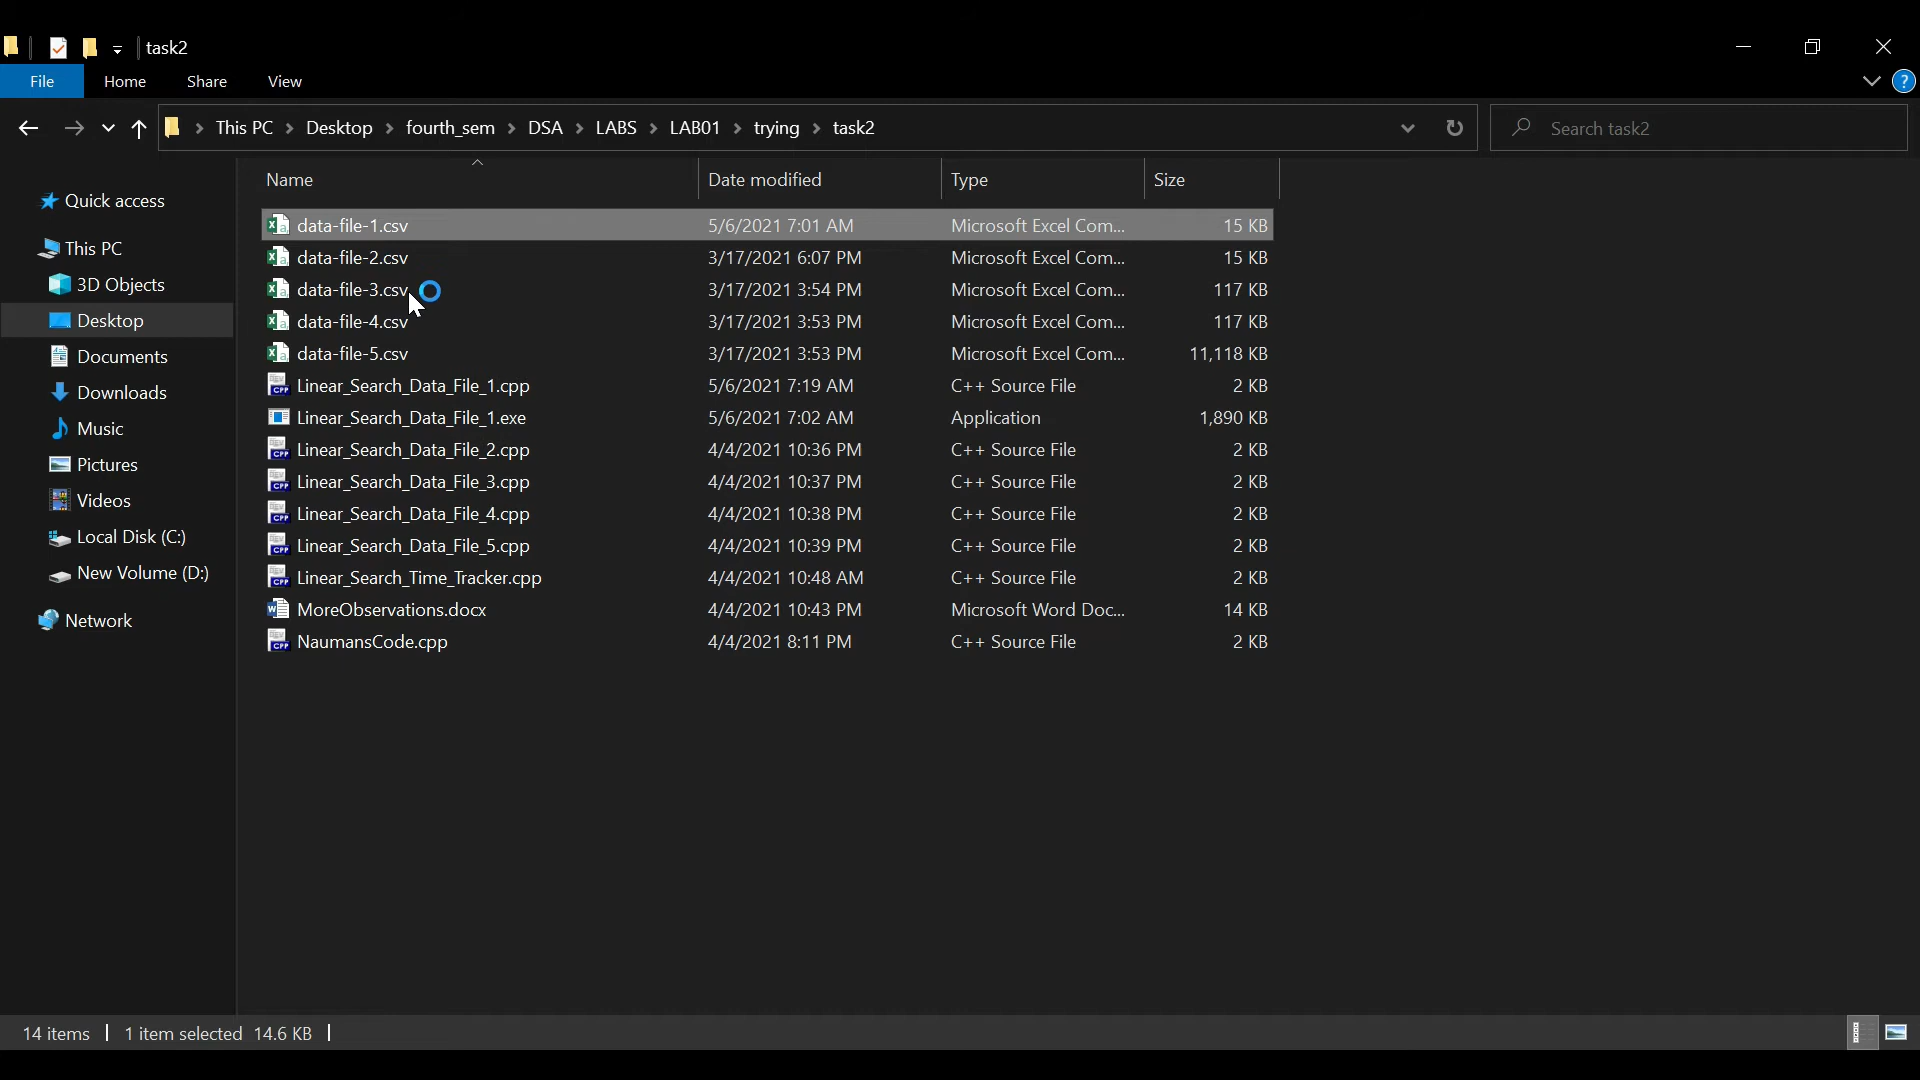 task2
File Home Share View
This PC > Desktop > fourth_sem > DSA > LABS > LAB01 > trying > task2
Search task2
Name Date modified Type Size
Quick access
This PC
3D Objects
Desktop
Documents
Downloads
Music
Pictures
Videos
Local Disk (C:)
New Volume (D:)
Network
data-file-1.csv 5/6/2021 7:01 AM Microsoft Excel Com... 15 KB
data-file-2.csv 3/17/2021 6:07 PM Microsoft Excel Com... 15 KB
data-file-3.csv 3/17/2021 3:54 PM Microsoft Excel Com... 117 KB
data-file-4.csv 3/17/2021 3:53 PM Microsoft Excel Com... 117 KB
data-file-5.csv 3/17/2021 3:53 PM Microsoft Excel Com... 11,118 KB
Linear_Search_Data_File_1.cpp 5/6/2021 7:19 AM C++ Source File 2 KB
Linear_Search_Data_File_1.exe 5/6/2021 7:02 AM Application 1,890 KB
Linear_Search_Data_File_2.cpp 4/4/2021 10:36 PM C++ Source File 2 KB
Linear_Search_Data_File_3.cpp 4/4/2021 10:37 PM C++ Source File 2 KB
Linear_Search_Data_File_4.cpp 4/4/2021 10:38 PM C++ Source File 2 KB
Linear_Search_Data_File_5.cpp 4/4/2021 10:39 PM C++ Source File 2 KB
Linear_Search_Time_Tracker.cpp 4/4/2021 10:48 AM C++ Source File 2 KB
MoreObservations.docx 4/4/2021 10:43 PM Microsoft Word Doc... 14 KB
NaumansCode.cpp 4/4/2021 8:11 PM C++ Source File 2 KB
14 items 1 item selected 14.6 KB